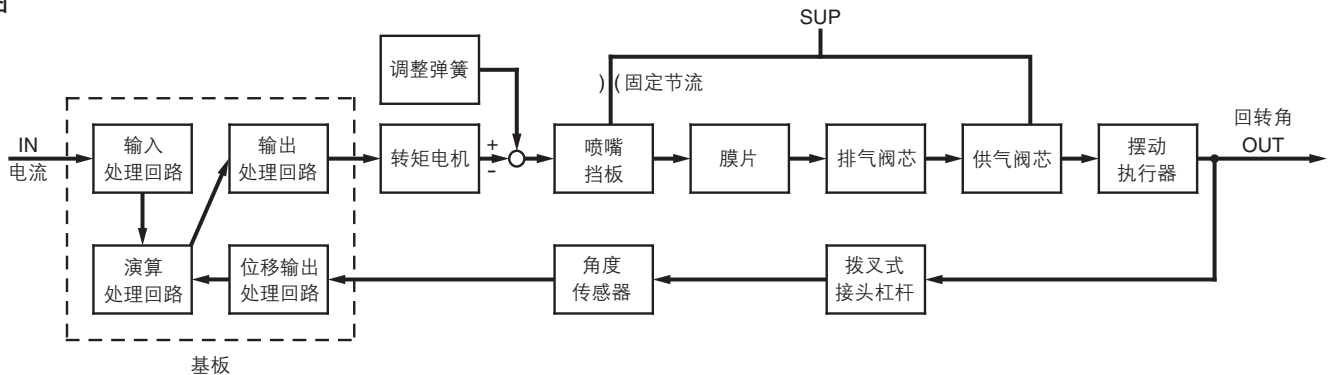 SUP
调整弹簧
)(固定节流
IN
电流
输入
处理回路
输出
处理回路
转矩电机
+
-
喷嘴
挡板
膜片
排气阀芯
供气阀芯
摆动
执行器
回转角
OUT
演算
处理回路
位移输出
处理回路
角度
传感器
拨叉式
接头杠杆
基板